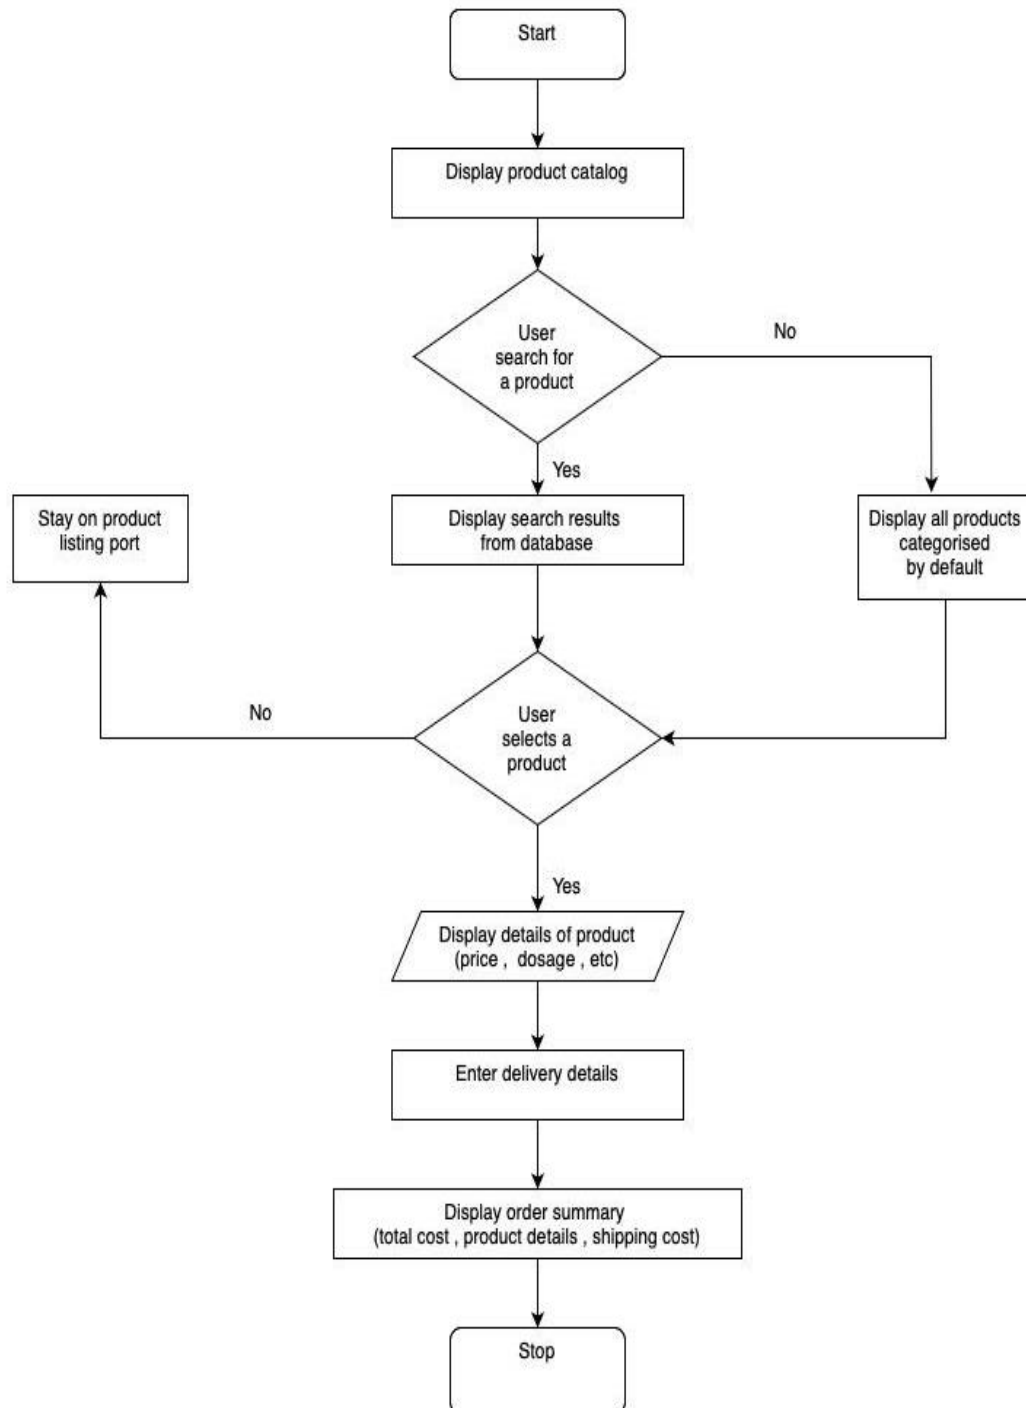 Start
Display product catalog
User
search for
a product
No
Yes
Stay on product
listing port
Display search results
from database
Display all products
categorised
by default
No
User
selects a
product
Yes
Display details of product
(price , dosage , etc)
Enter delivery details
Display order summary
(total cost , product details , shipping cost)
Stop